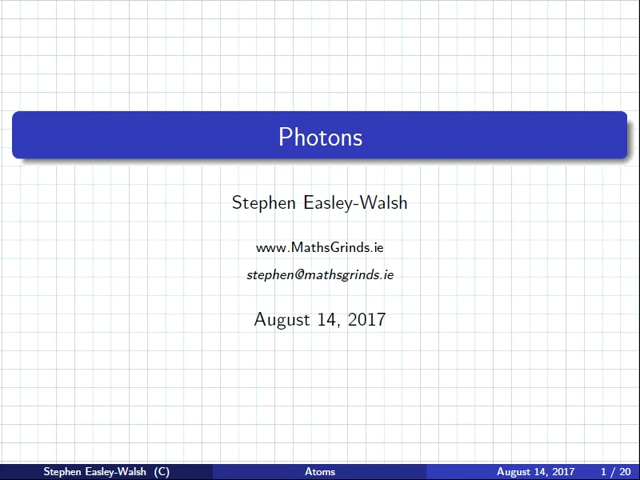 Photons
Stephen Easley-Walsh
www.MathsGrinds.ie
stephen@mathsgrinds.ie
August 14, 2017
Stephen Easley-Walsh (C) Atoms August 14, 2017 1 / 20